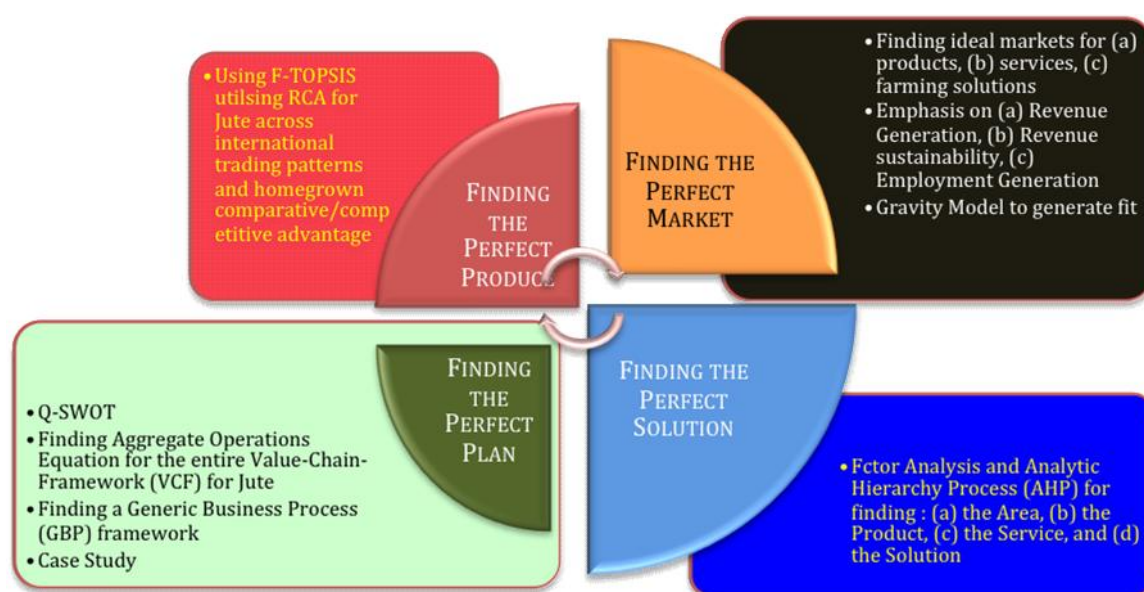 •Using F-TOPSIS
utilsing RCA for
Jute across
international
trading patterns
and homegrown
comparative/comp
etitive advantage
FINDING
THE
PERFECT
PRODUCE
FINDING THE
PERFECT
MARKET
•Finding ideal markets for (a)
products, (b) services, (c)
farming solutions
•Emphasis on (a) Revenue
Generation, (b) Revenue
sustainability, (c)
Employment Generation
•Gravity Model to generate fit
•Q-SWOT
•Finding Aggregate Operations
Equation for the entire Value-Chain-
Framework (VCF) for Jute
•Finding a Generic Business Process
(GBP) framework
•Case Study
FINDING
THE
PERFECT
PLAN
FINDING THE
PERFECT
SOLUTION
•Fctor Analysis and Analytic
Hierarchy Process (AHP) for
finding : (a) the Area, (b) the
Product, (c) the Service, and (d)
the Solution